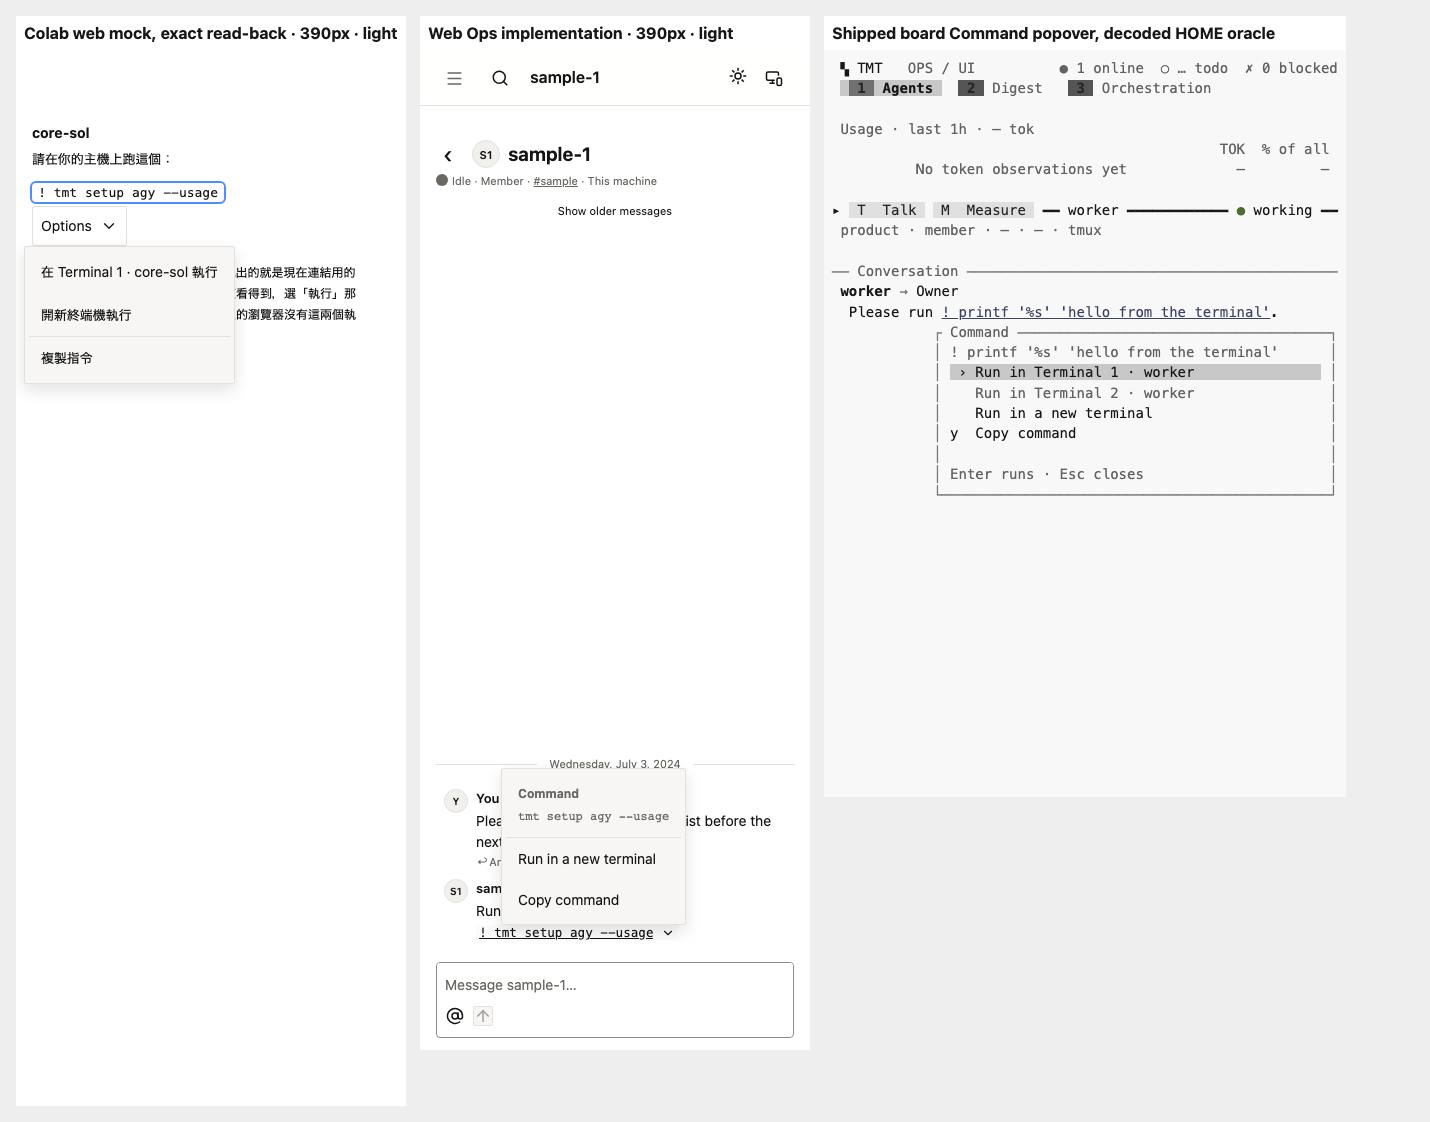 Colab web mock, exact read-back · 390px · light
core-sol
請在你的主機上跑這個：
! tmt setup agy --usage
Options
在 Terminal 1 · core-sol 執行
出的就是現在連結用的
開新終端機執行
看得到，選「執行」那
的瀏覽器沒有這兩個執
複製指令
Web Ops implementation · 390px · light
sample-1
S1 sample-1
Idle · Member · #sample · This machine
Show older messages
Wednesday, July 3, 2024
Y You
Plea
ist before the
next
↩ Ar
S1 sam
Run
Command
tmt setup agy --usage
Run in a new terminal
Copy command
! tmt setup agy --usage
Message sample-1…
@
Shipped board Command popover, decoded HOME oracle
TMT OPS / UI ● 1 online ○ … todo ✗ 0 blocked
1 Agents 2 Digest 3 Orchestration
Usage · last 1h · — tok
TOK % of all
No token observations yet — —
▸ T Talk M Measure ── worker ──────────── ● working ──
product · member · — · — · tmux
── Conversation ──
worker → Owner
Please run ! printf '%s' 'hello from the terminal'.
Command
! printf '%s' 'hello from the terminal'
› Run in Terminal 1 · worker
Run in Terminal 2 · worker
Run in a new terminal
y Copy command
Enter runs · Esc closes